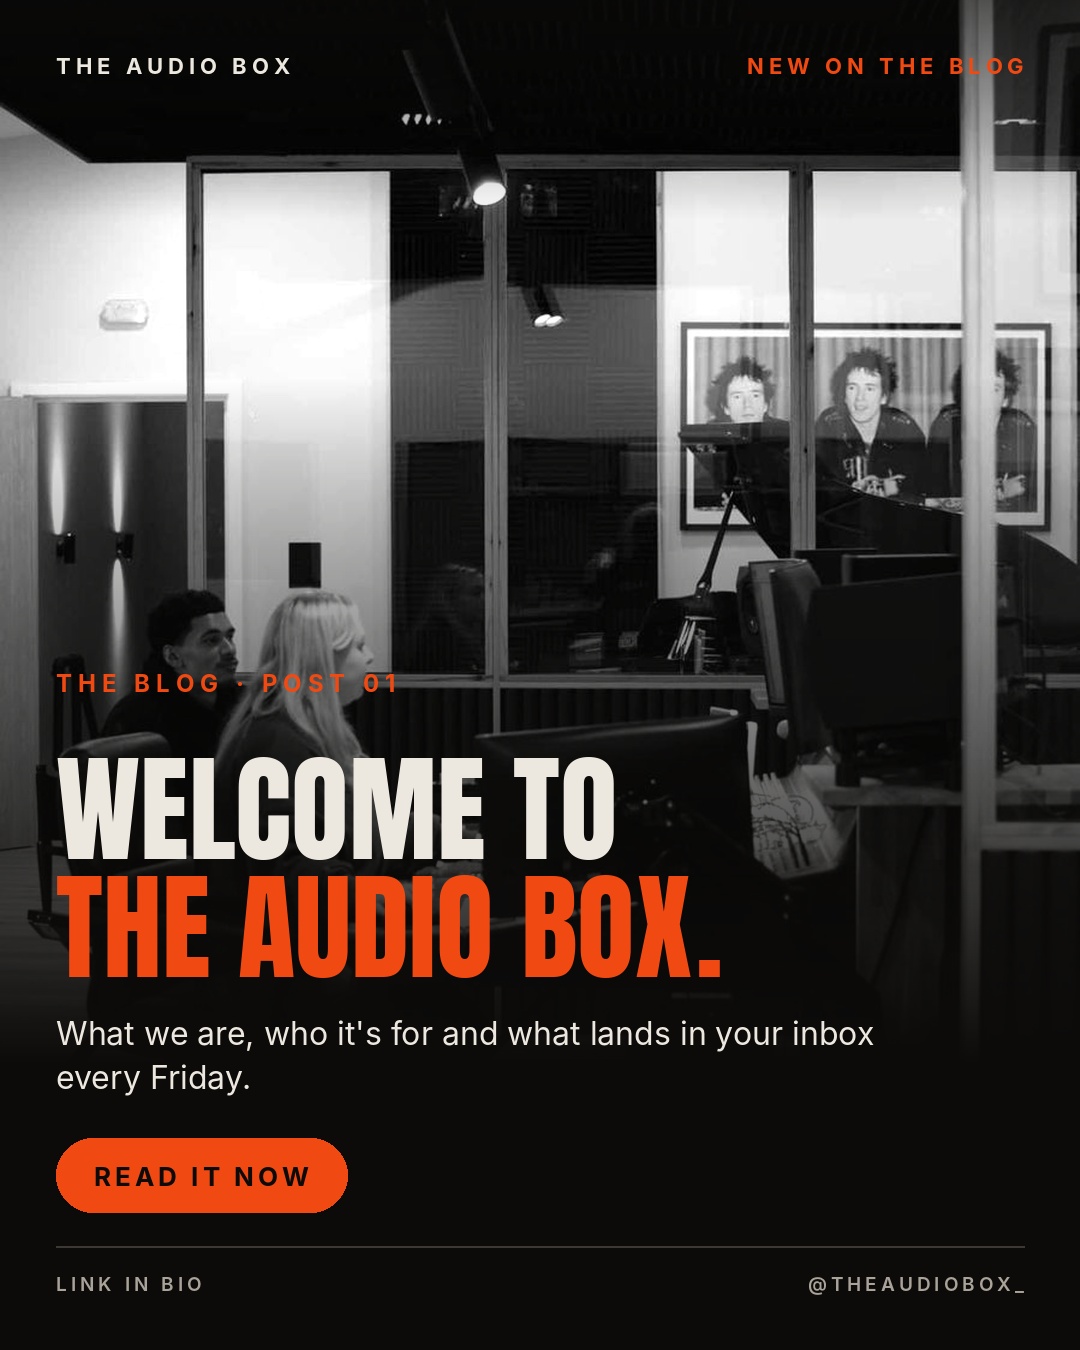 THE AUDIO BOX
NEW ON THE BLOG
THE BLOG · POST 01
WELCOME TO
THE AUDIO BOX.
What we are, who it's for and what lands in your inbox
every Friday.
READ IT NOW
LINK IN BIO
@THEAUDIOBOX_